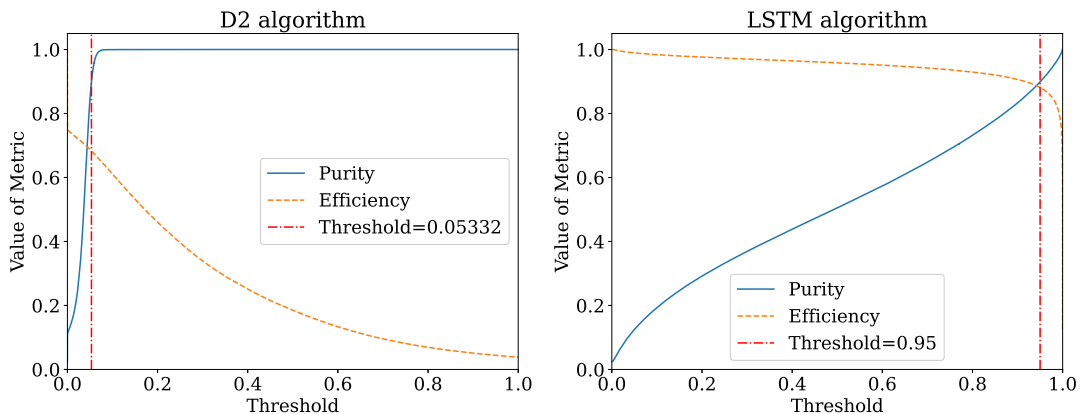 D2 algorithm
Value of Metric
1.0
0.8
0.6
0.4
0.2
0.0
Purity
Efficiency
Threshold=0.05332
0.0 0.2 0.4 0.6 0.8 1.0
Threshold
LSTM algorithm
Value of Metric
1.0
0.8
0.6
0.4
0.2
0.0
Purity
Efficiency
Threshold=0.95
0.0 0.2 0.4 0.6 0.8 1.0
Threshold